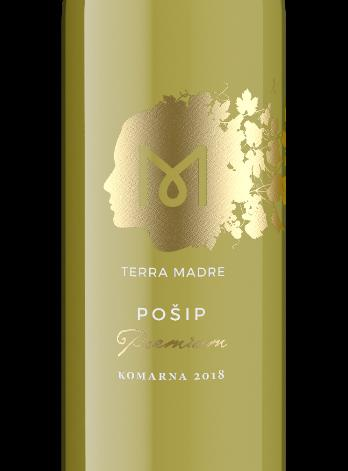 M
TERRA MADRE
POŠIP
Premium
KOMARNA 2018